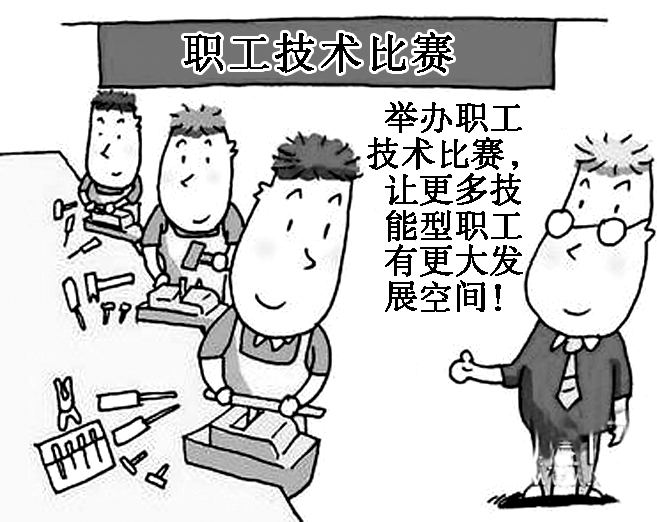 职工技术比赛
举办职工
技术比赛，
让更多技
能型职工
有更大发
展空间！